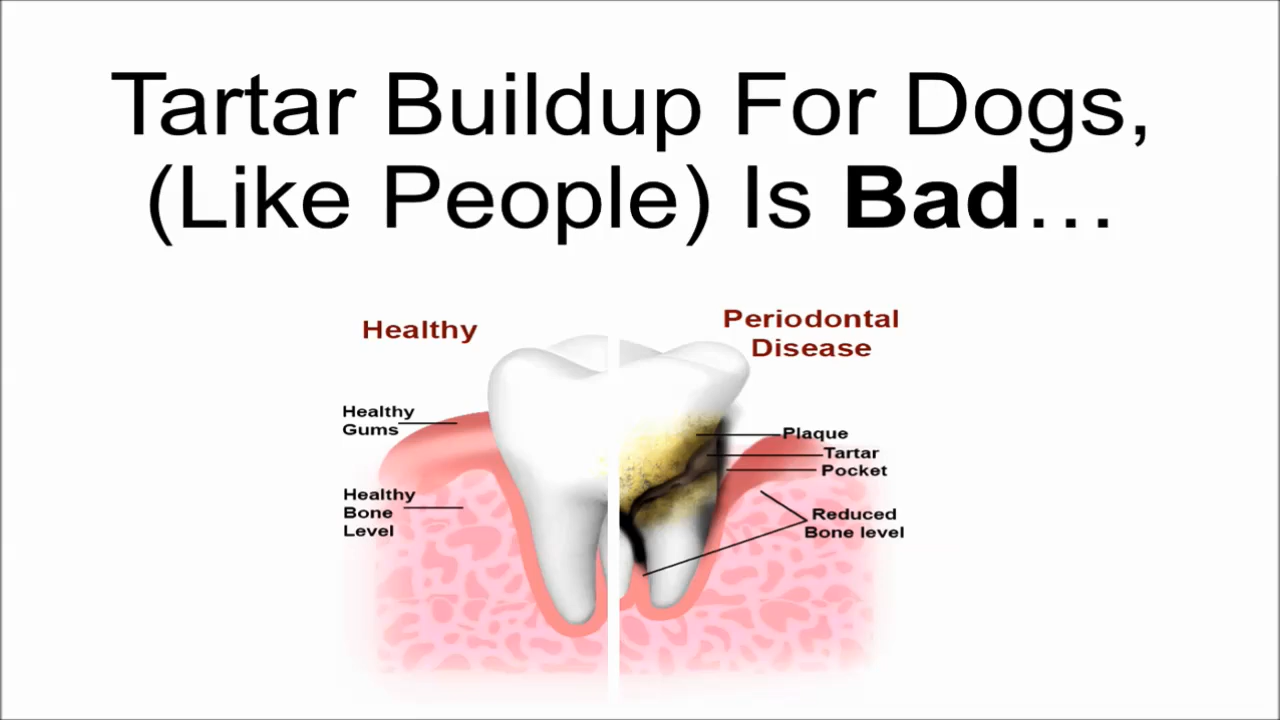 Tartar Buildup For Dogs,
(Like People) Is Bad...
Healthy
Periodontal
Disease
Healthy
Gums
Healthy
Bone
Level
Plaque
Tartar
Pocket
Reduced
Bone level